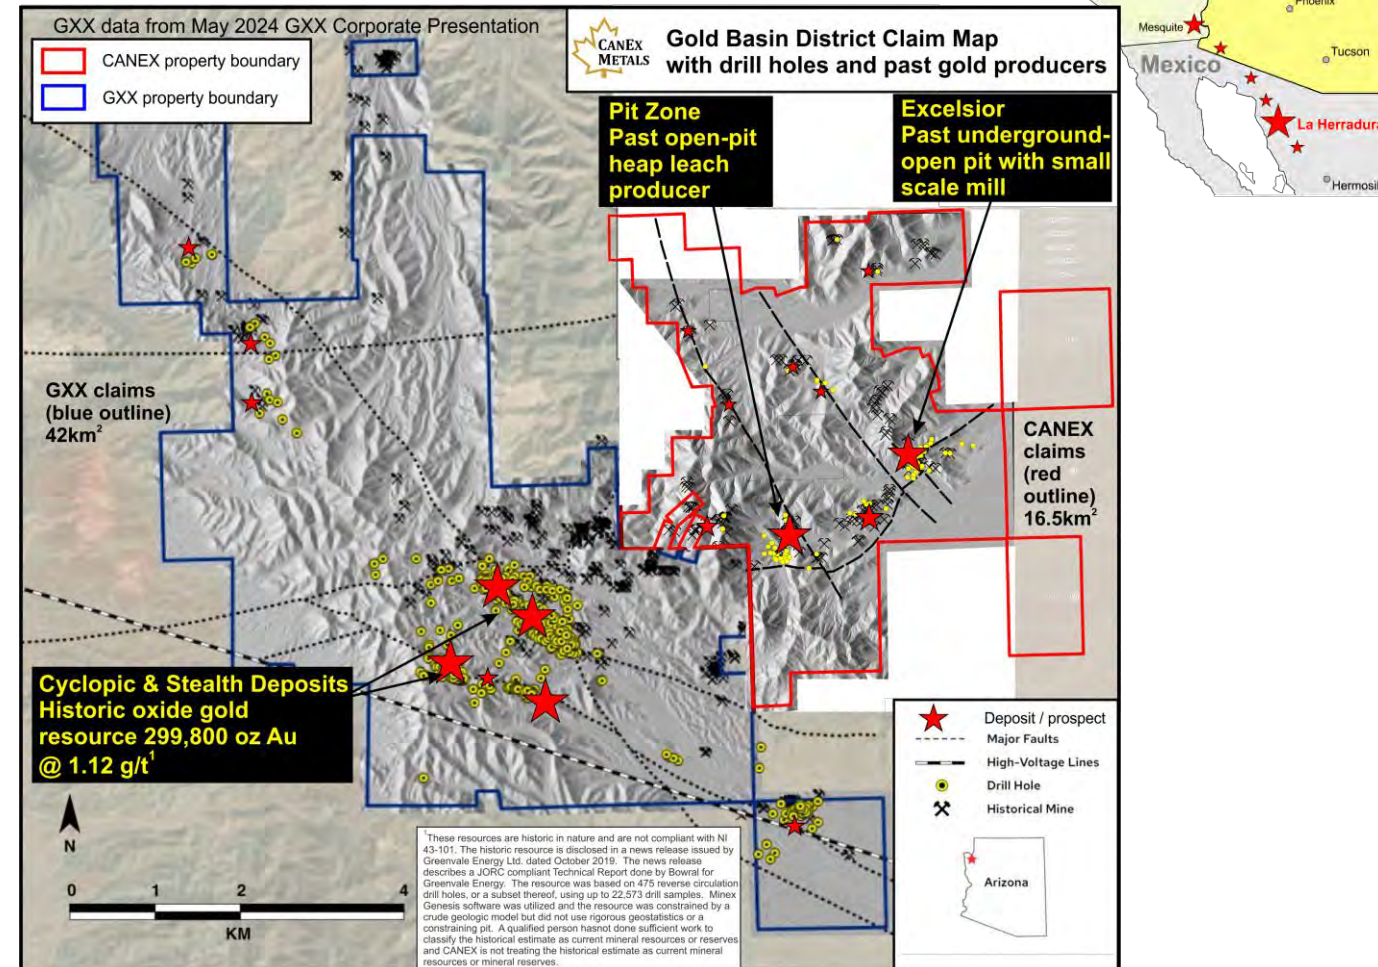 GXX data from May 2024 GXX Corporate Presentation
CANEX property boundary
GXX property boundary
CANEX
METALS
Gold Basin District Claim Map
with drill holes and past gold producers
Pit Zone
Past open-pit
heap leach
producer
Excelsior
Past underground-
open pit with small
scale mill
GXX claims
(blue outline)
42km²
CANEX
claims
(red
outline)
16.5km²
Cyclopic & Stealth Deposits
Historic oxide gold
resource 299,800 oz Au
@ 1.12 g/t¹
N
0 2 4
KM
¹These resources are historic in nature and are not compliant with NI
43-101. The historic resource is disclosed in a news release issued by
Greenvale Energy Ltd. dated October 2019. The news release
describes a JORC compliant Technical Report done by Bowral for
Greenvale Energy. The resource was based on 475 reverse circulation
drill holes, or a subset thereof, using up to 22,573 drill samples. Minex
Genesis software was utilized and the resource was constrained by a
crude geologic model but did not use rigorous geostatistics or a
constraining pit. A qualified person hasnot done sufficient work to
classify the historical estimate as current mineral resources or reserves
and CANEX is not treating the historical estimate as current mineral
resources or mineral reserves.
Deposit / prospect
Major Faults
High-Voltage Lines
Drill Hole
Historical Mine
Arizona
Phoenix
Mesquite
Tucson
Mexico
La Herradura
Hermosil